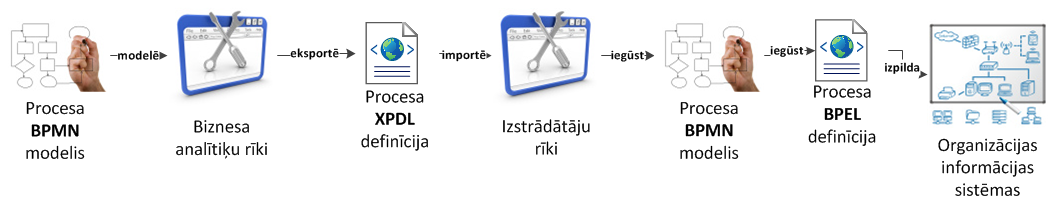 modelē
eksportē
importē
iegūst
iegūst
izpilda
Procesa
BPMN
modelis
Biznesa
analītiķu rīki
Procesa
XPDL
definīcija
Izstrādātāju
rīki
Procesa
BPMN
modelis
Procesa
BPEL
definīcija
Organizācijas
informācijas
sistēmas